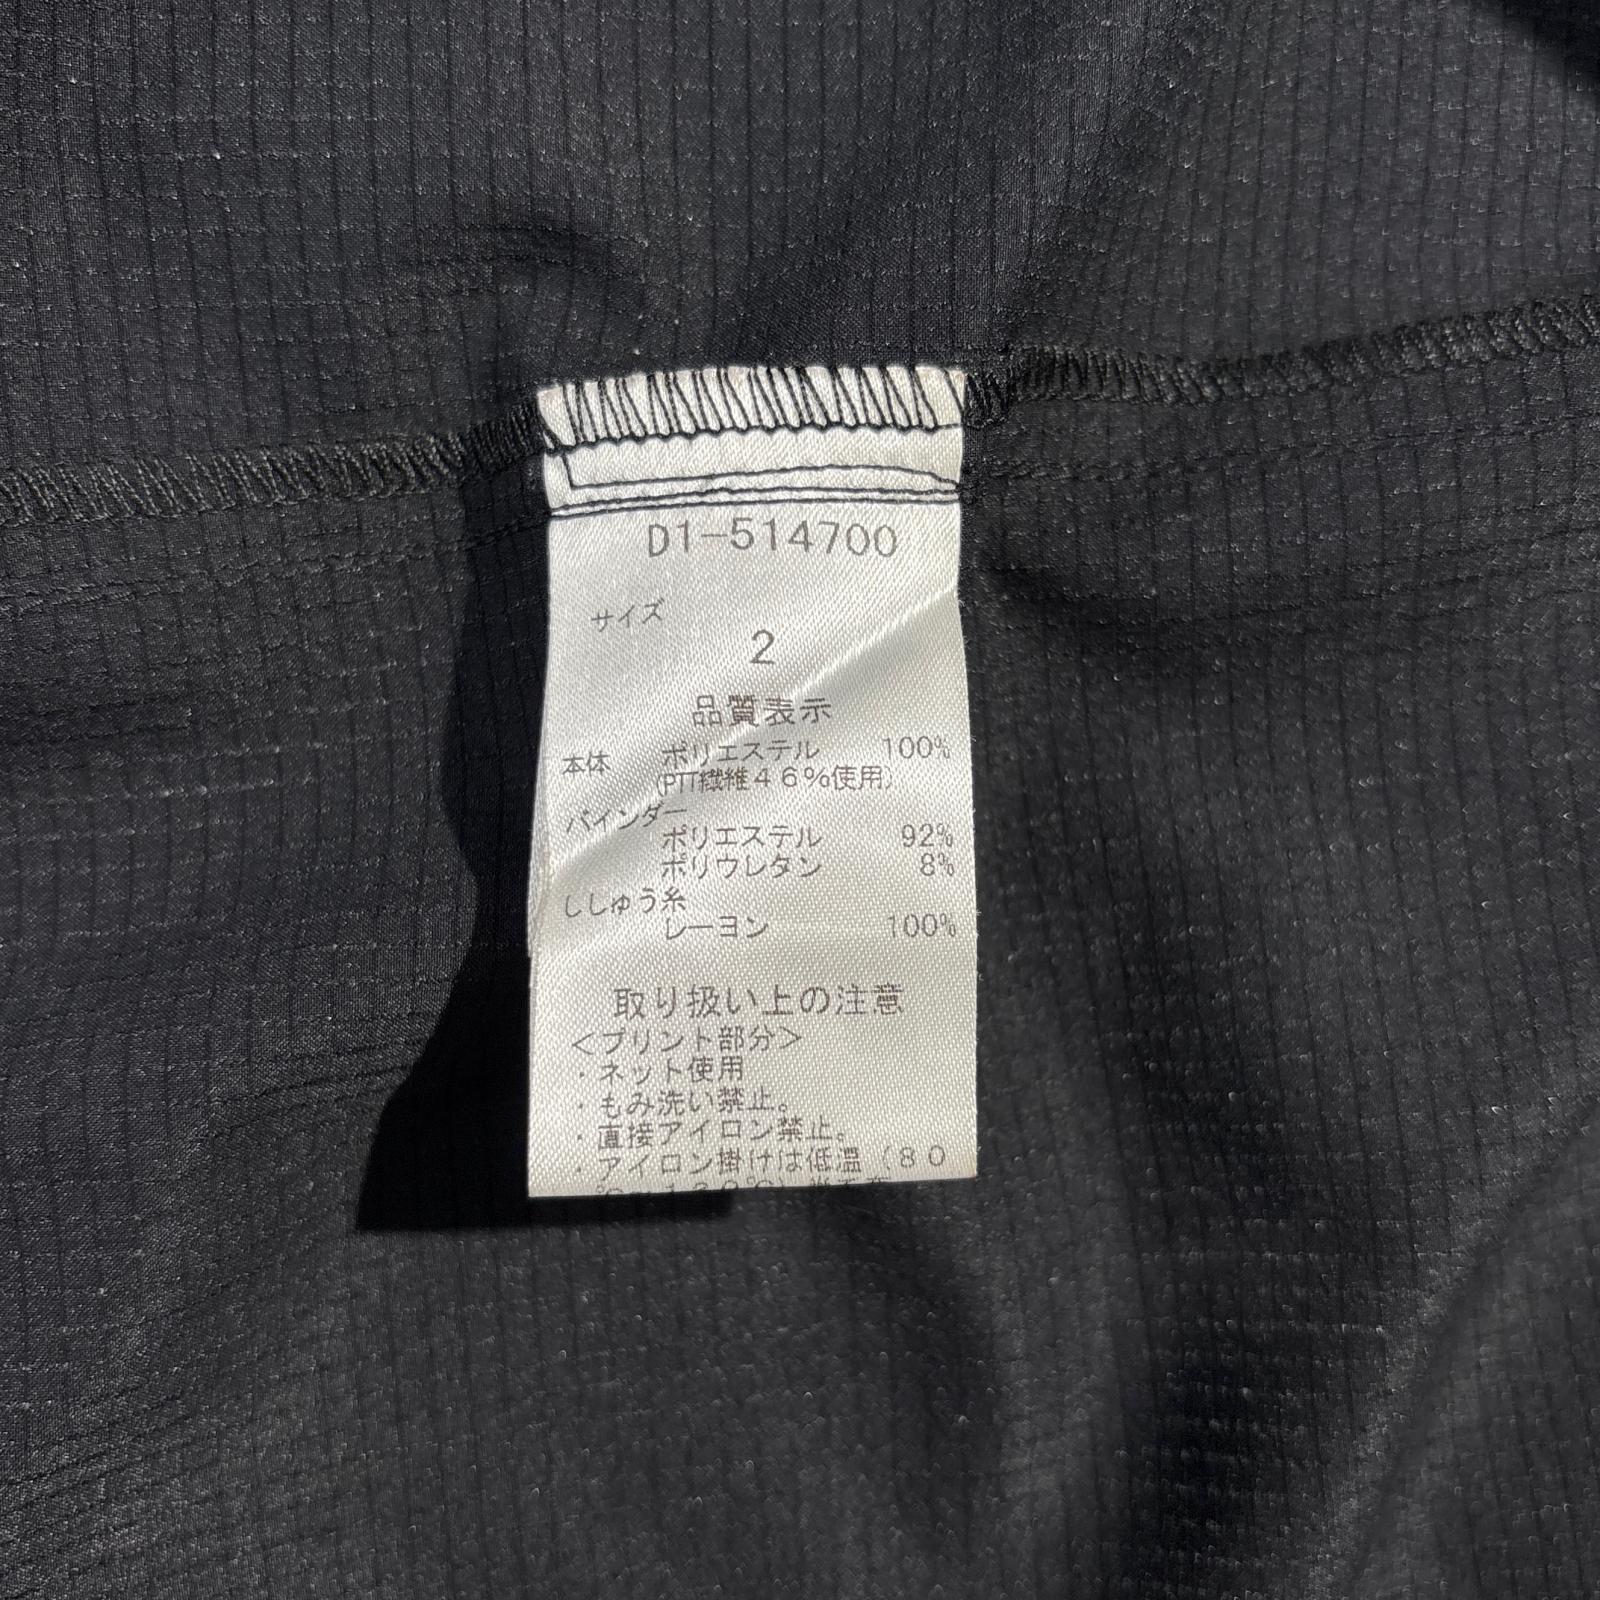 D1-514700
サイズ
2
品質表示
本体 ポリエステル 100%
(PTT繊維46%使用)
バインダー
ポリエステル 92%
ポリウレタン 8%
ししゅう糸
レーヨン 100%
取り扱い上の注意
<プリント部分>
・ネット使用
・もみ洗い禁止。
・直接アイロン禁止。
・アイロン掛けは低温(80